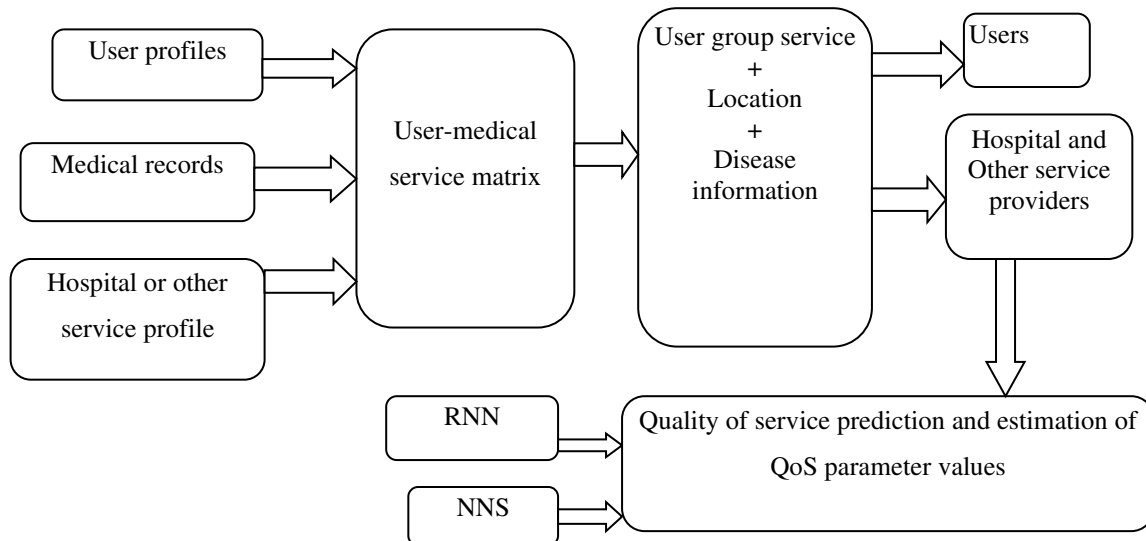 User profiles
Medical records
Hospital or other
service profile
User-medical
service matrix
User group service
+
Location
+
Disease
information
Users
Hospital and
Other service
providers
RNN
NNS
Quality of service prediction and estimation of
QoS parameter values